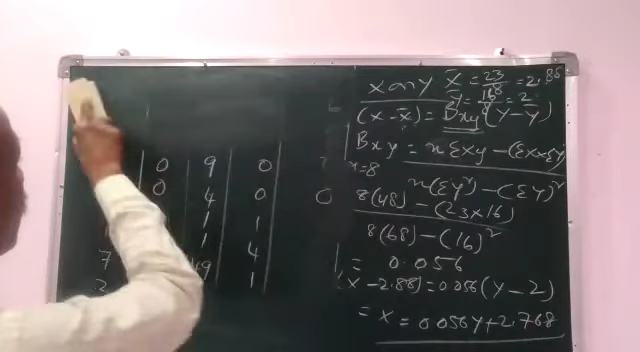 0 9 0
0 4 0
1 1
1 4
7 49 1
2
0
x on y x̄ = 23/8 = 2.88
ȳ = 16/8 = 2
(x - x̄) = Bxy (y - ȳ)
Bxy = nΣxy - (Σx×Σy)
n=8 n(Σy²) - (Σy)²
8(48) - (23×16)
8(68) - (16)²
= 0.056
(x - 2.88) = 0.056 (y - 2)
= x = 0.056y + 2.768